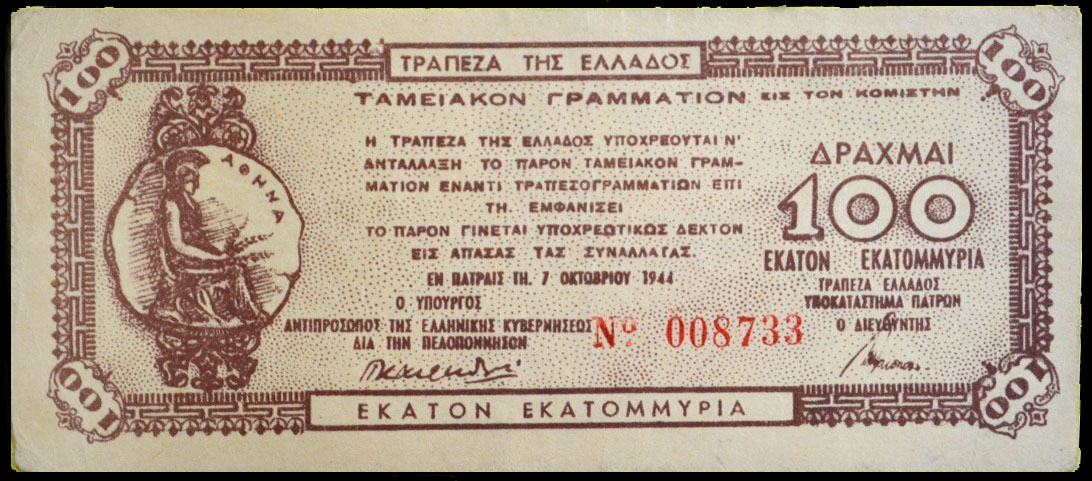 100
100
ΤΡΑΠΕΖΑ ΤΗΣ ΕΛΛΑΔΟΣ
ΤΑΜΕΙΑΚΟΝ ΓΡΑΜΜΑΤΙΟΝ ΕΙΣ ΤΟΝ ΚΟΜΙΣΤΗΝ
Η ΤΡΑΠΕΖΑ ΤΗΣ ΕΛΛΑΔΟΣ ΥΠΟΧΡΕΟΥΤΑΙ Ν'
ΑΝΤΑΛΛΑΞΗ ΤΟ ΠΑΡΟΝ ΤΑΜΕΙΑΚΟΝ ΓΡΑΜ-
ΜΑΤΙΟΝ ΕΝΑΝΤΙ ΤΡΑΠΕΖΟΓΡΑΜΜΑΤΙΩΝ ΕΠΙ
ΤΗ. ΕΜΦΑΝΙΣΕΙ
ΤΟ ΠΑΡΟΝ ΓΙΝΕΤΑΙ ΥΠΟΧΡΕΩΤΙΚΩΣ ΔΕΚΤΟΝ
ΕΙΣ ΑΠΑΣΑΣ ΤΑΣ ΣΥΝΑΛΛΑΓΑΣ.
ΕΝ ΠΑΤΡΑΙΣ ΤΗ. 7 ΟΚΤΩΒΡΙΟΥ 1944
Ο ΥΠΟΥΡΓΟΣ
ΑΝΤΙΠΡΟΣΩΠΟΣ ΤΗΣ ΕΛΛΗΝΙΚΗΣ ΚΥΒΕΡΝΗΣΕΩΣ
ΔΙΑ ΤΗΝ ΠΕΛΟΠΟΝΝΗΣΟΝ
ΑΘΗΝΑ
ΔΡΑΧΜΑΙ
100
ΕΚΑΤΟΝ ΕΚΑΤΟΜΜΥΡΙΑ
ΤΡΑΠΕΖΑ ΕΛΛΑΔΟΣ
ΥΠΟΚΑΤΑΣΤΗΜΑ ΠΑΤΡΩΝ
Ο ΔΙΕΥΘΥΝΤΗΣ
Nº 008733
100
100
ΕΚΑΤΟΝ ΕΚΑΤΟΜΜΥΡΙΑ